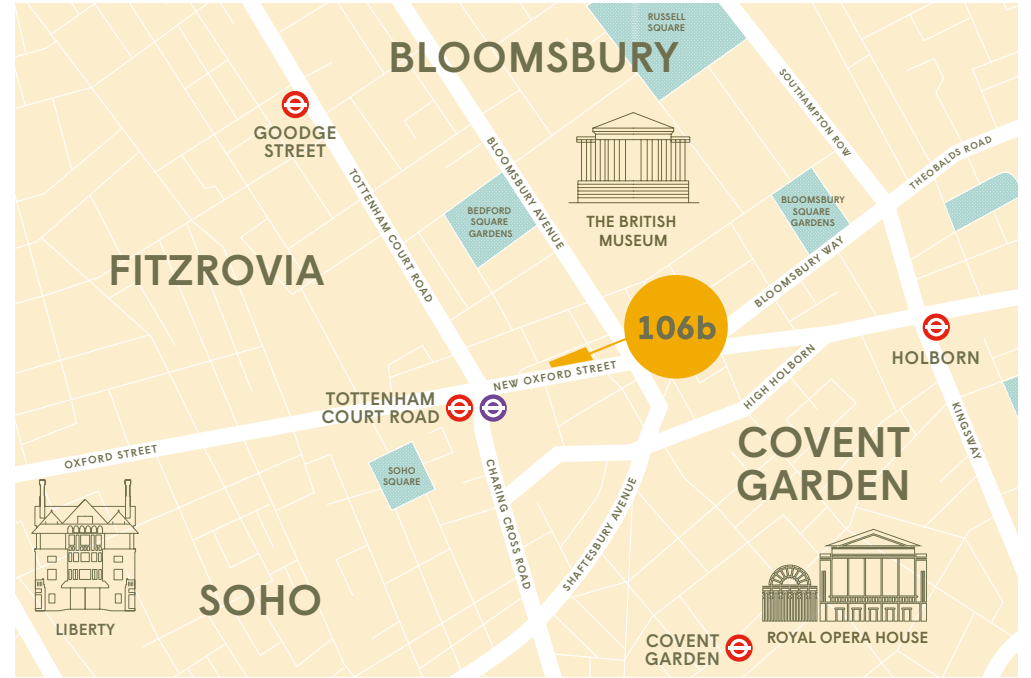 RUSSELL
SQUARE
BLOOMSBURY
SOUTHAMPTON ROW
GOODGE
STREET
THEOBALDS ROAD
BLOOMSBURY AVENUE
TOTTENHAM COURT ROAD
BEDFORD
SQUARE
GARDENS
BLOOMSBURY
SQUARE
GARDENS
THE BRITISH
MUSEUM
FITZROVIA
BLOOMSBURY WAY
106b
HOLBORN
NEW OXFORD STREET
HIGH HOLBORN
TOTTENHAM
COURT ROAD
KINGSWAY
OXFORD STREET
COVENT
GARDEN
SOHO
SQUARE
CHARING CROSS ROAD
SHAFTESBURY AVENUE
SOHO
LIBERTY
ROYAL OPERA HOUSE
COVENT
GARDEN